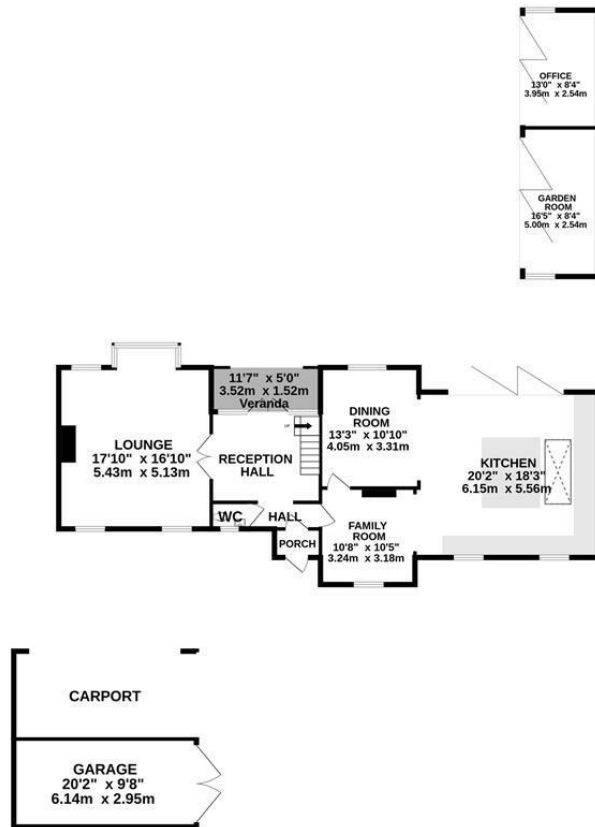 OFFICE
13'0" x 8'4"
3.95m x 2.54m
GARDEN
ROOM
16'5" x 8'4"
5.00m x 2.54m
11'7" x 5'0"
3.52m x 1.52m
Veranda
LOUNGE
17'10" x 16'10"
5.43m x 5.13m
UP
RECEPTION
HALL
DINING
ROOM
13'3" x 10'10"
4.05m x 3.31m
KITCHEN
20'2" x 18'3"
6.15m x 5.56m
WC
HALL
PORCH
FAMILY
ROOM
10'8" x 10'5"
3.24m x 3.18m
CARPORT
GARAGE
20'2" x 9'8"
6.14m x 2.95m